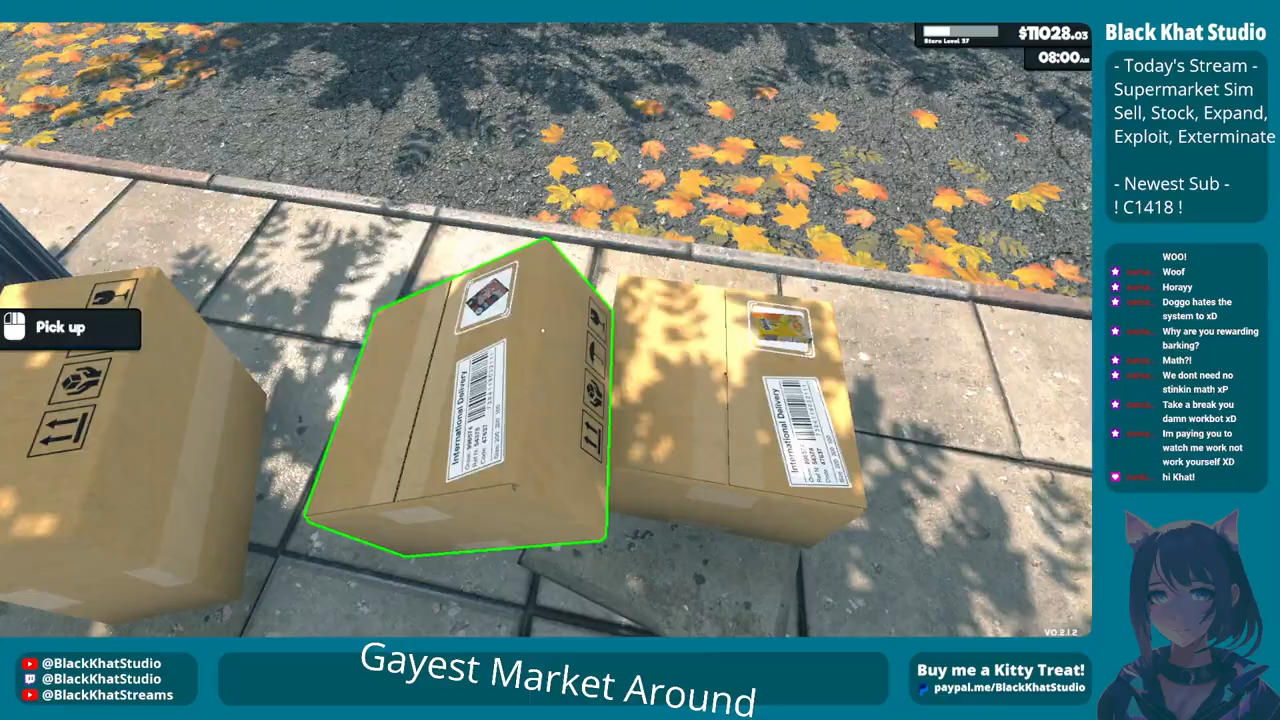 $11028.03
Store Level 37
08:00AM
Pick up
International Delivery
International Delivery
V0.2.1.2
Black Khat Studio
- Today's Stream -
Supermarket Sim
Sell, Stock, Expand,
Exploit, Exterminate
- Newest Sub -
! C1418 !
WOO!
Woof
Horayy
Doggo hates the
system to xD
Why are you rewarding
barking?
Math?!
We dont need no
stinkin math xP
Take a break you
damn workbot xD
Im paying you to
watch me work not
work yourself XD
hi Khat!
@BlackKhatStudio
@BlackKhatStudio
@BlackKhatStreams
Gayest Market Around
Buy me a Kitty Treat!
paypal.me/BlackKhatStudio